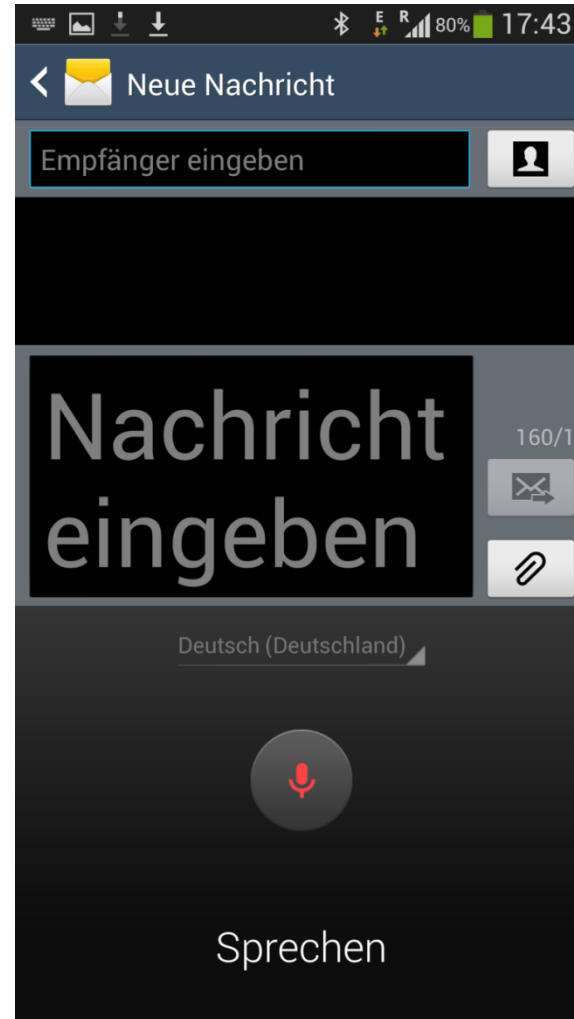 E R 80% 17:43
Neue Nachricht
Empfänger eingeben
Nachricht
eingeben
160/1
Deutsch (Deutschland)
Sprechen